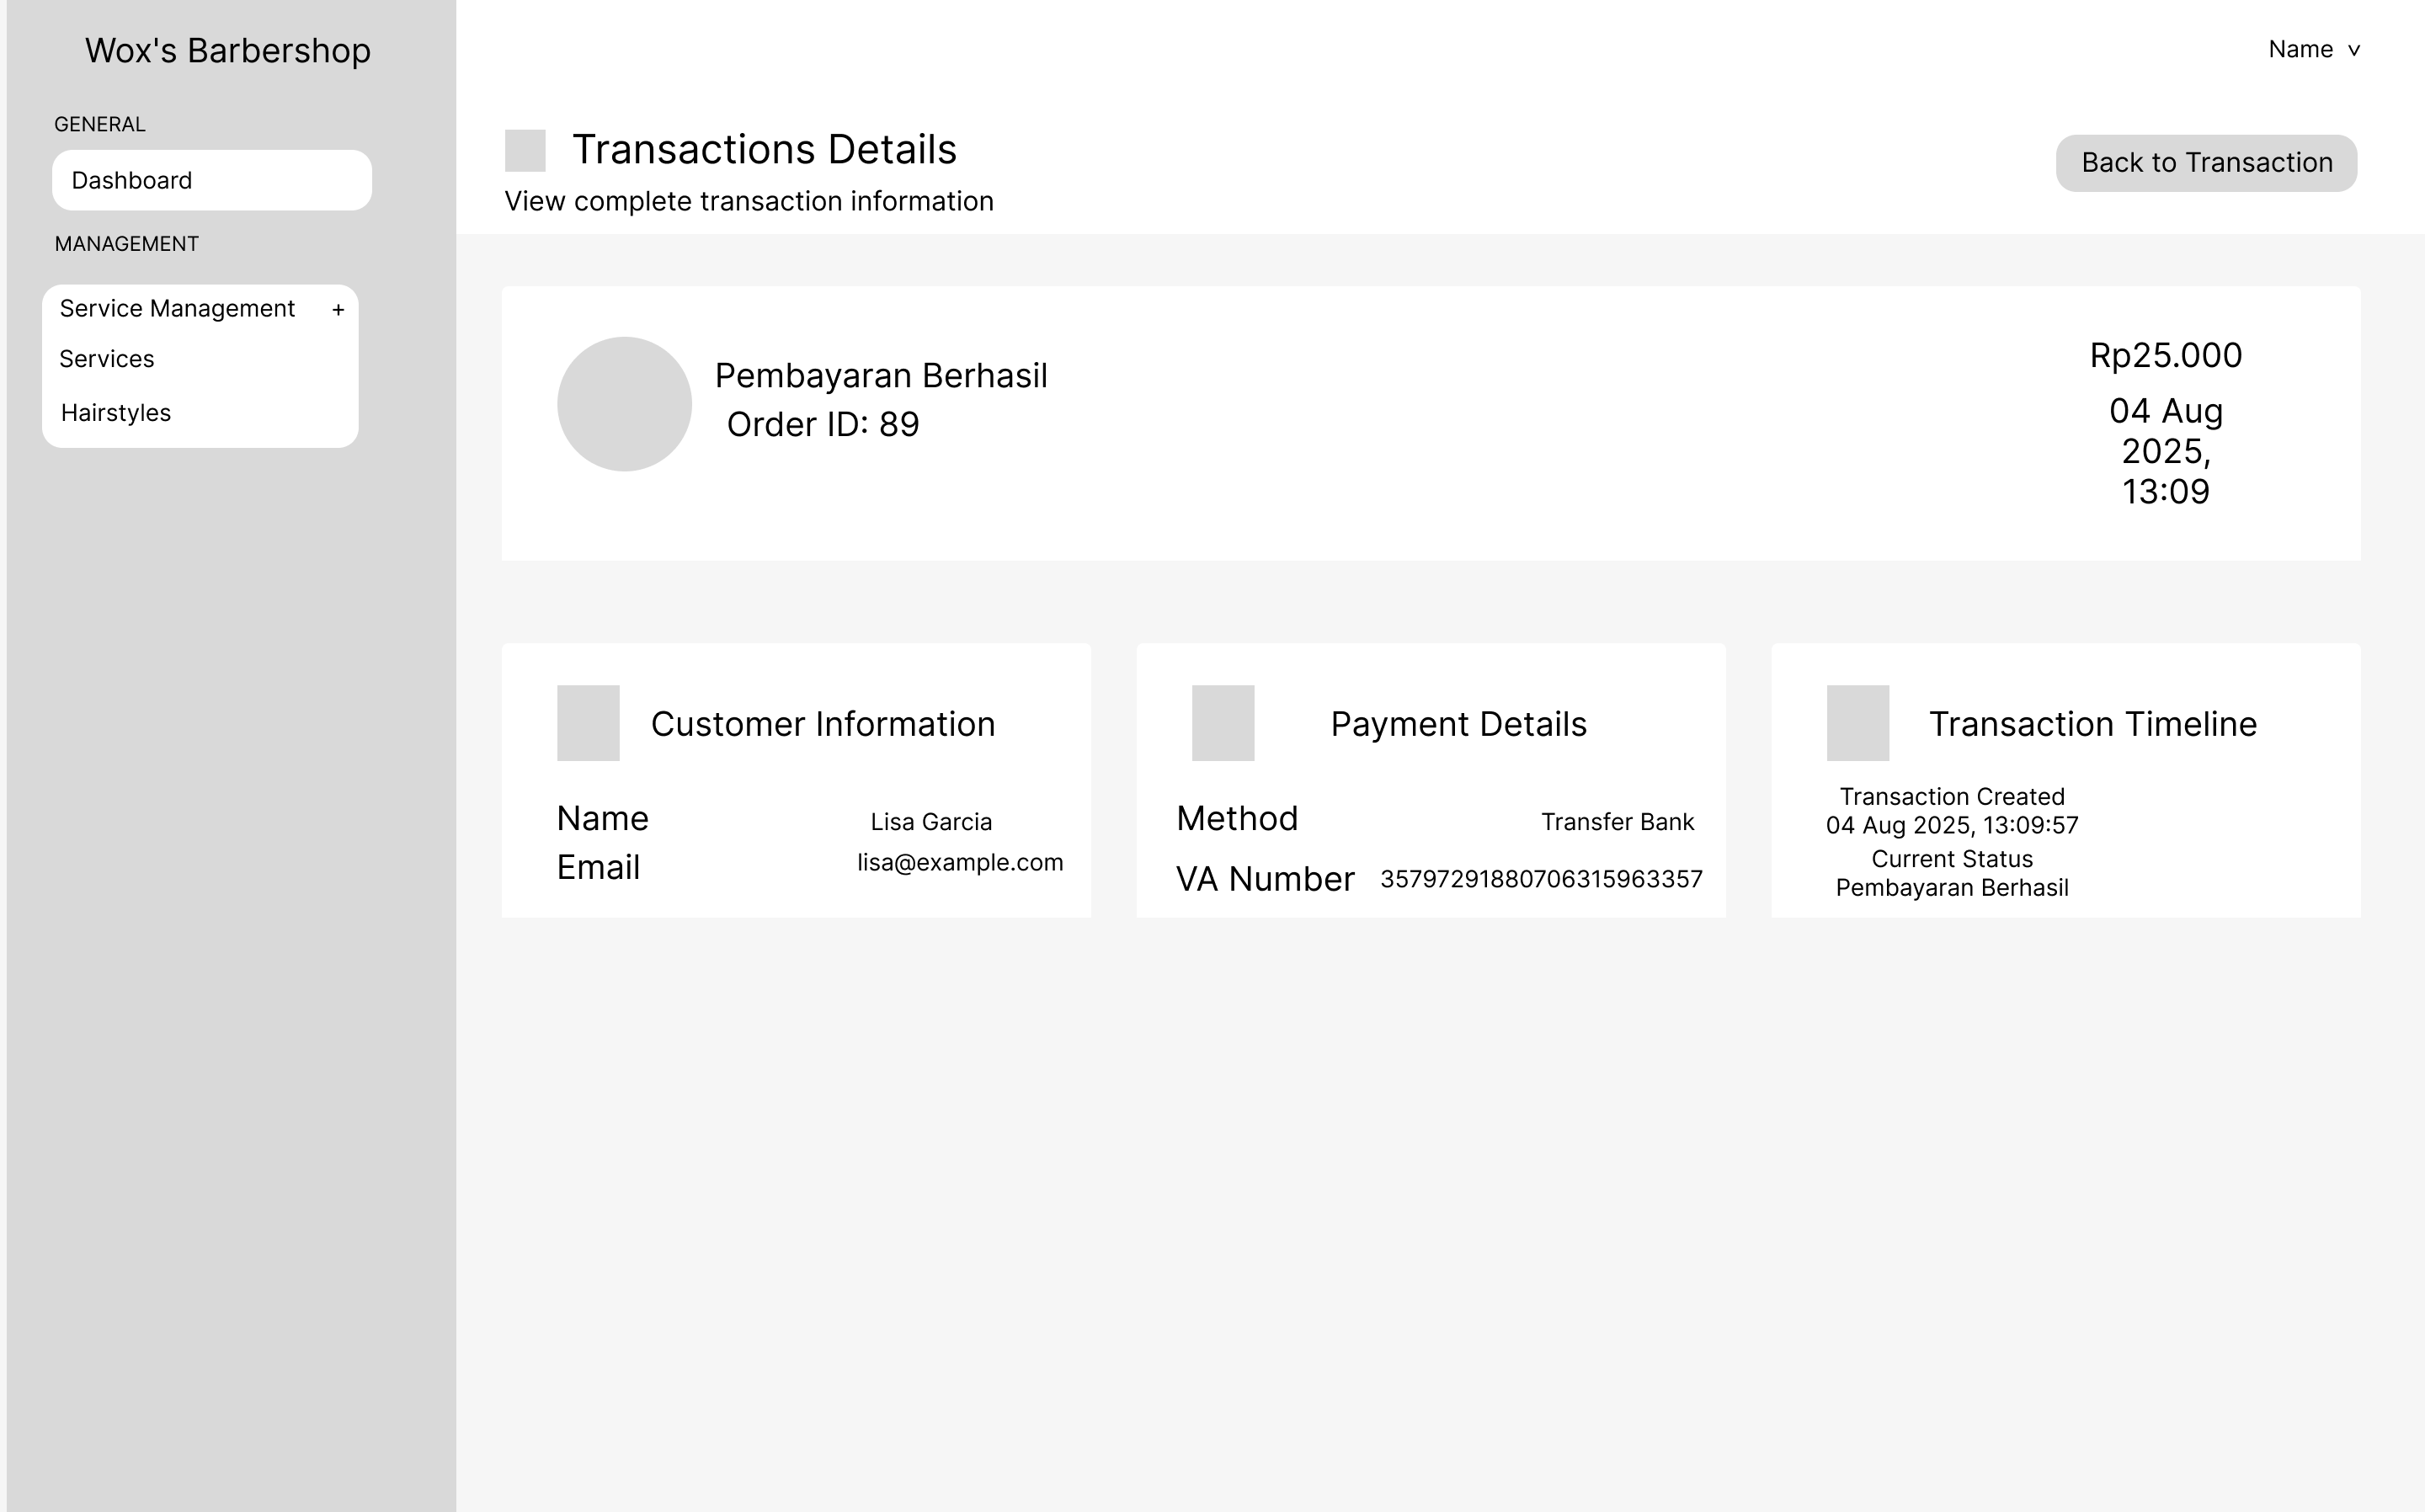 Wox's Barbershop
GENERAL
Dashboard
MANAGEMENT
Service Management +
Services
Hairstyles
Name v
Transactions Details
View complete transaction information
Back to Transaction
Pembayaran Berhasil
Order ID: 89
Rp25.000
04 Aug
2025,
13:09
Customer Information
Name Lisa Garcia
Email lisa@example.com
Payment Details
Method Transfer Bank
VA Number 35797291880706315963357
Transaction Timeline
Transaction Created
04 Aug 2025, 13:09:57
Current Status
Pembayaran Berhasil